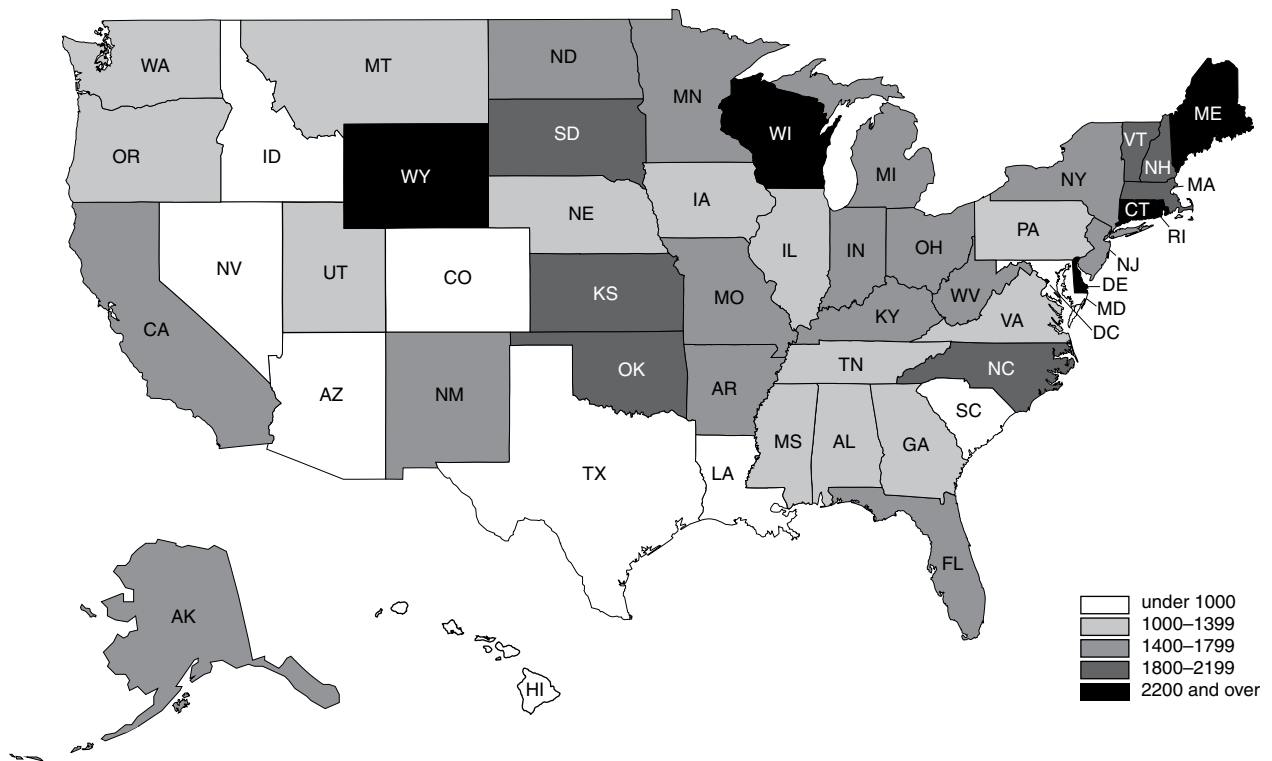 WA
MT
ND
MN
OR
ID
WY
SD
WI
MI
NY
VT
NH
ME
MA
CT
RI
NE
IA
PA
NV
UT
CO
IL
IN
OH
NJ
DE
MD
DC
CA
KS
MO
KY
WV
VA
AZ
NM
OK
AR
TN
NC
SC
TX
LA
MS
AL
GA
FL
AK
HI
under 1000
1000–1399
1400–1799
1800–2199
2200 and over